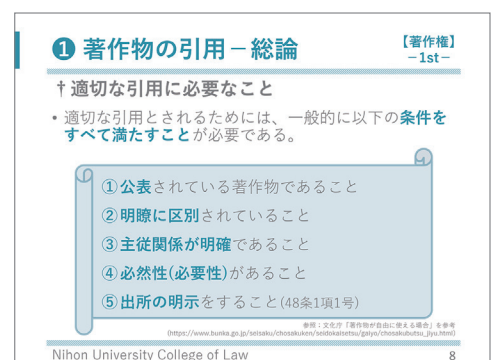 ❶ 著作物の引用－総論
【著作権】
－1st－
†適切な引用に必要なこと
• 適切な引用とされるためには、一般的に以下の条件を
すべて満たすことが必要である。
①公表されている著作物であること
②明瞭に区別されていること
③主従関係が明確であること
④必然性(必要性)があること
⑤出所の明示をすること(48条1項1号)
参照：文化庁「著作物が自由に使える場合」を参考
(https://www.bunka.go.jp/seisaku/chosakuken/seidokaisetsu/gaiyo/chosakubutsu_jiyu.html)
Nihon University College of Law
8